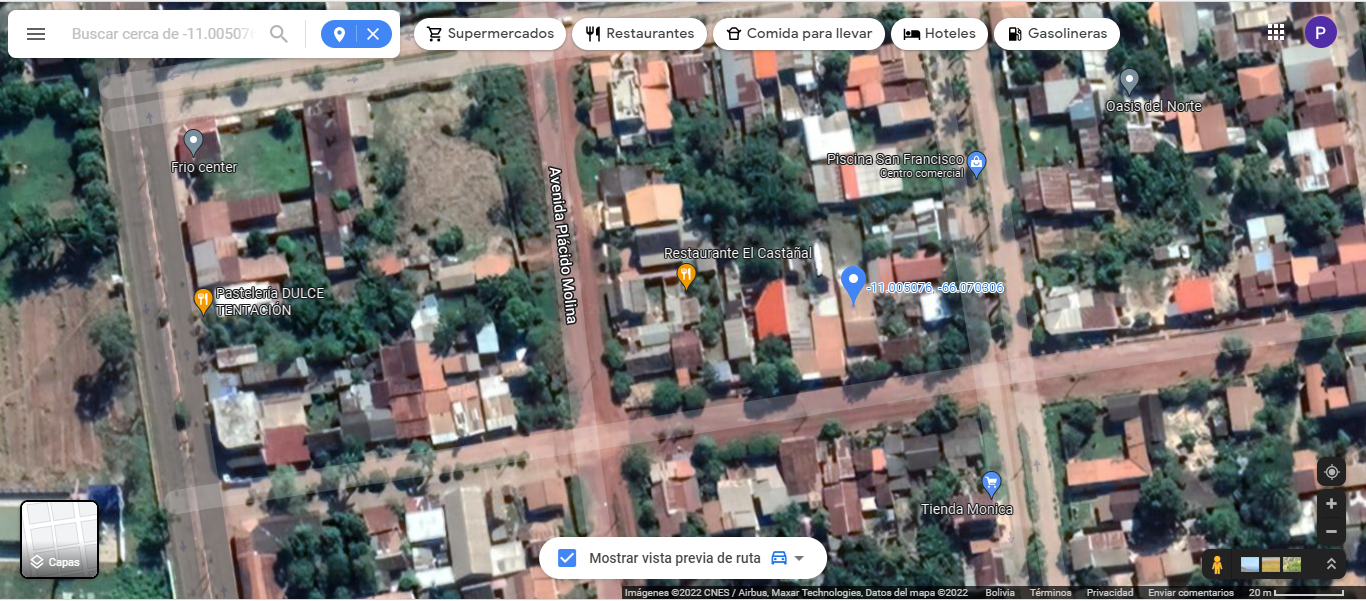 Buscar cerca de -11.005076
Supermercados
Restaurantes
Comida para llevar
Hoteles
Gasolineras
P
Oasis del Norte
Frio center
Piscina San Francisco
Centro comercial
Avenida Plácido Molina
Restaurante El Castañal
-11.005076, -66.070806
Pastelería DULCE
TENTACIÓN
Tienda Monica
Capas
Mostrar vista previa de ruta
Imágenes ©2022 CNES / Airbus, Maxar Technologies, Datos del mapa ©2022
Bolivia
Términos
Privacidad
Enviar comentarios
20 m